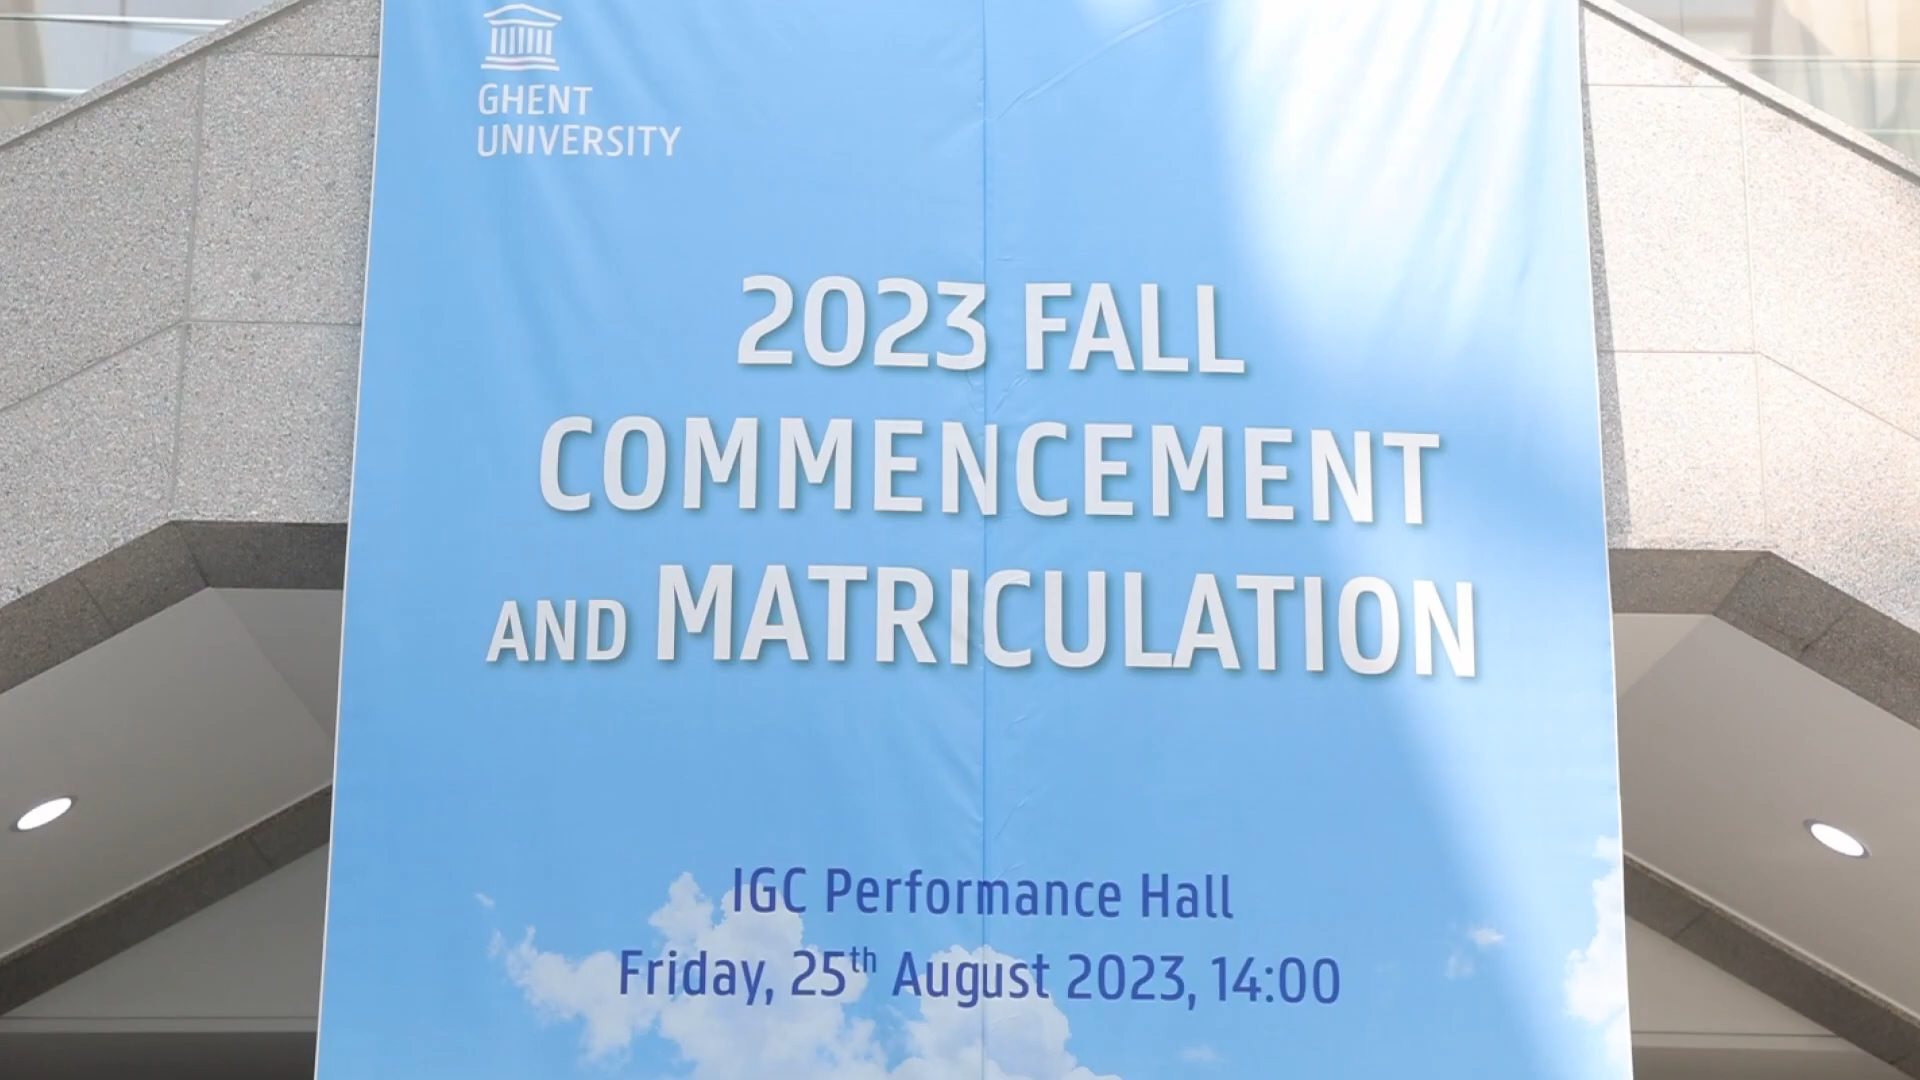 GHENT
UNIVERSITY
2023 FALL
COMMENCEMENT
AND MATRICULATION
IGC Performance Hall
Friday, 25th August 2023, 14:00